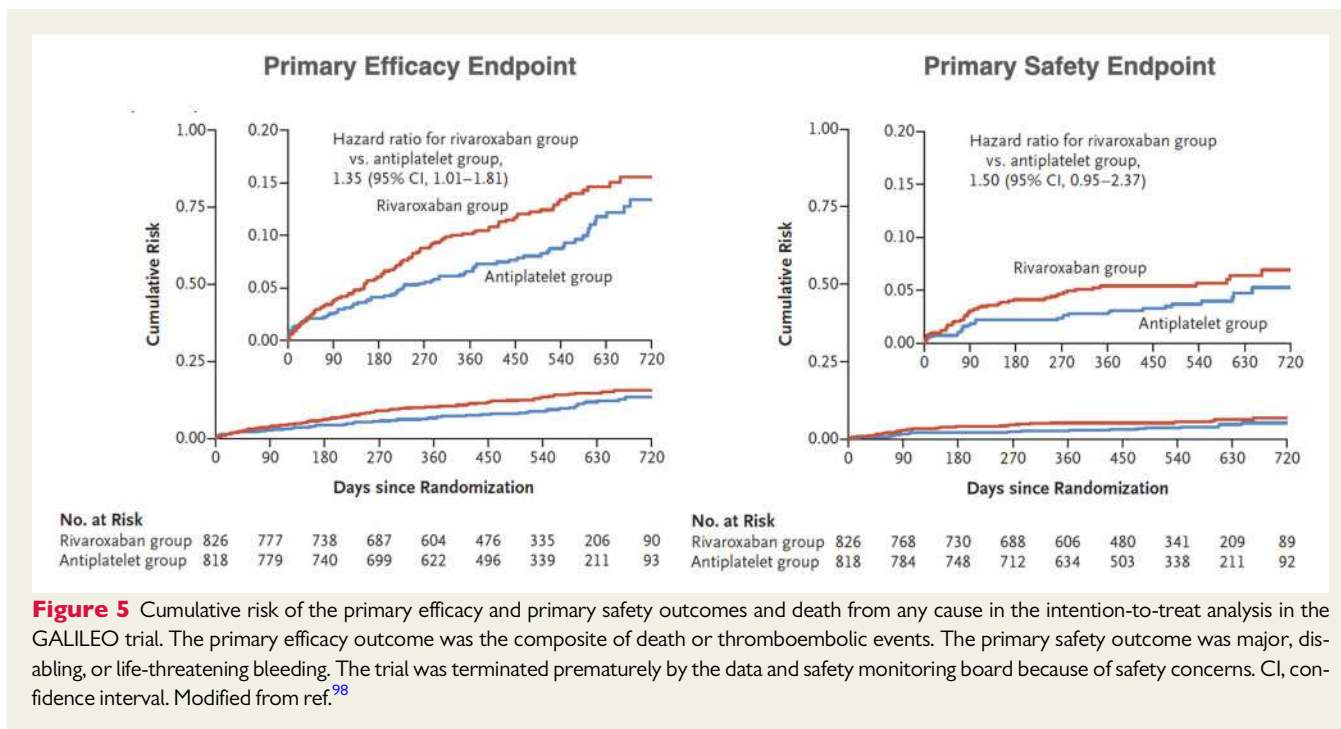 Primary Efficacy Endpoint
1.00
0.75
0.50
0.25
0.00
Cumulative Risk
0.20
0.15
0.10
0.05
0.00
Hazard ratio for rivaroxaban group
vs. antiplatelet group,
1.35 (95% CI, 1.01–1.81)
Rivaroxaban group
Antiplatelet group
0 90 180 270 360 450 540 630 720
0 90 180 270 360 450 540 630 720
Days since Randomization
No. at Risk
Rivaroxaban group 826 777 738 687 604 476 335 206 90
Antiplatelet group 818 779 740 699 622 496 339 211 93
Primary Safety Endpoint
1.00
0.75
0.50
0.25
0.00
Cumulative Risk
0.20
0.15
0.10
0.05
0.00
Hazard ratio for rivaroxaban group
vs. antiplatelet group,
1.50 (95% CI, 0.95–2.37)
Rivaroxaban group
Antiplatelet group
0 90 180 270 360 450 540 630 720
0 90 180 270 360 450 540 630 720
Days since Randomization
No. at Risk
Rivaroxaban group 826 768 730 688 606 480 341 209 89
Antiplatelet group 818 784 748 712 634 503 338 211 92
Figure 5 Cumulative risk of the primary efficacy and primary safety outcomes and death from any cause in the intention-to-treat analysis in the
GALILEO trial. The primary efficacy outcome was the composite of death or thromboembolic events. The primary safety outcome was major, dis-
abling, or life-threatening bleeding. The trial was terminated prematurely by the data and safety monitoring board because of safety concerns. CI, con-
fidence interval. Modified from ref.98